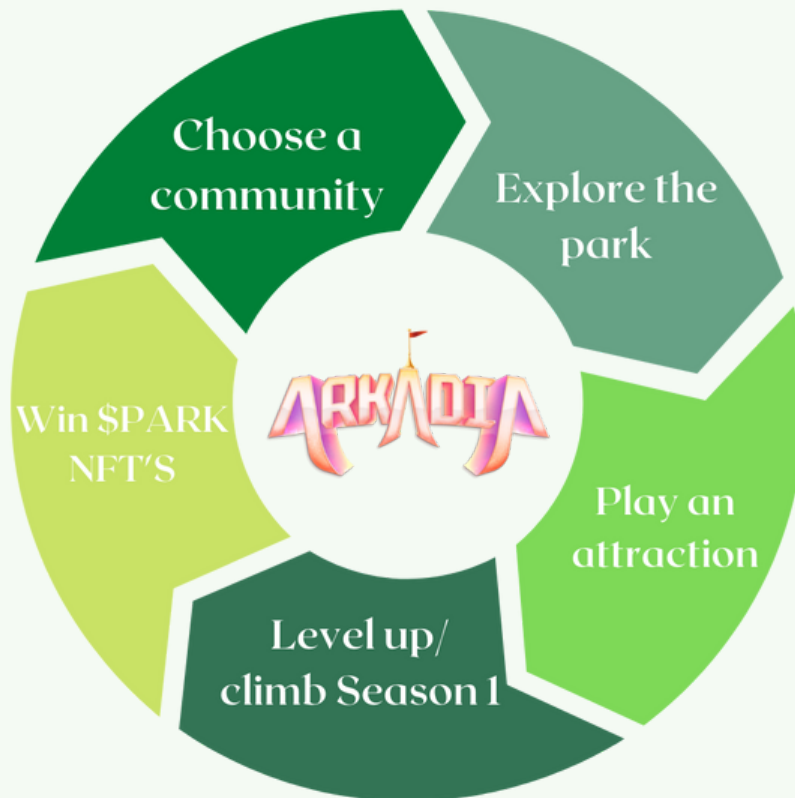 Choose a
community
Explore the
park
Play an
attraction
Level up/
climb Season 1
Win $PARK
NFT'S
ARKADIA